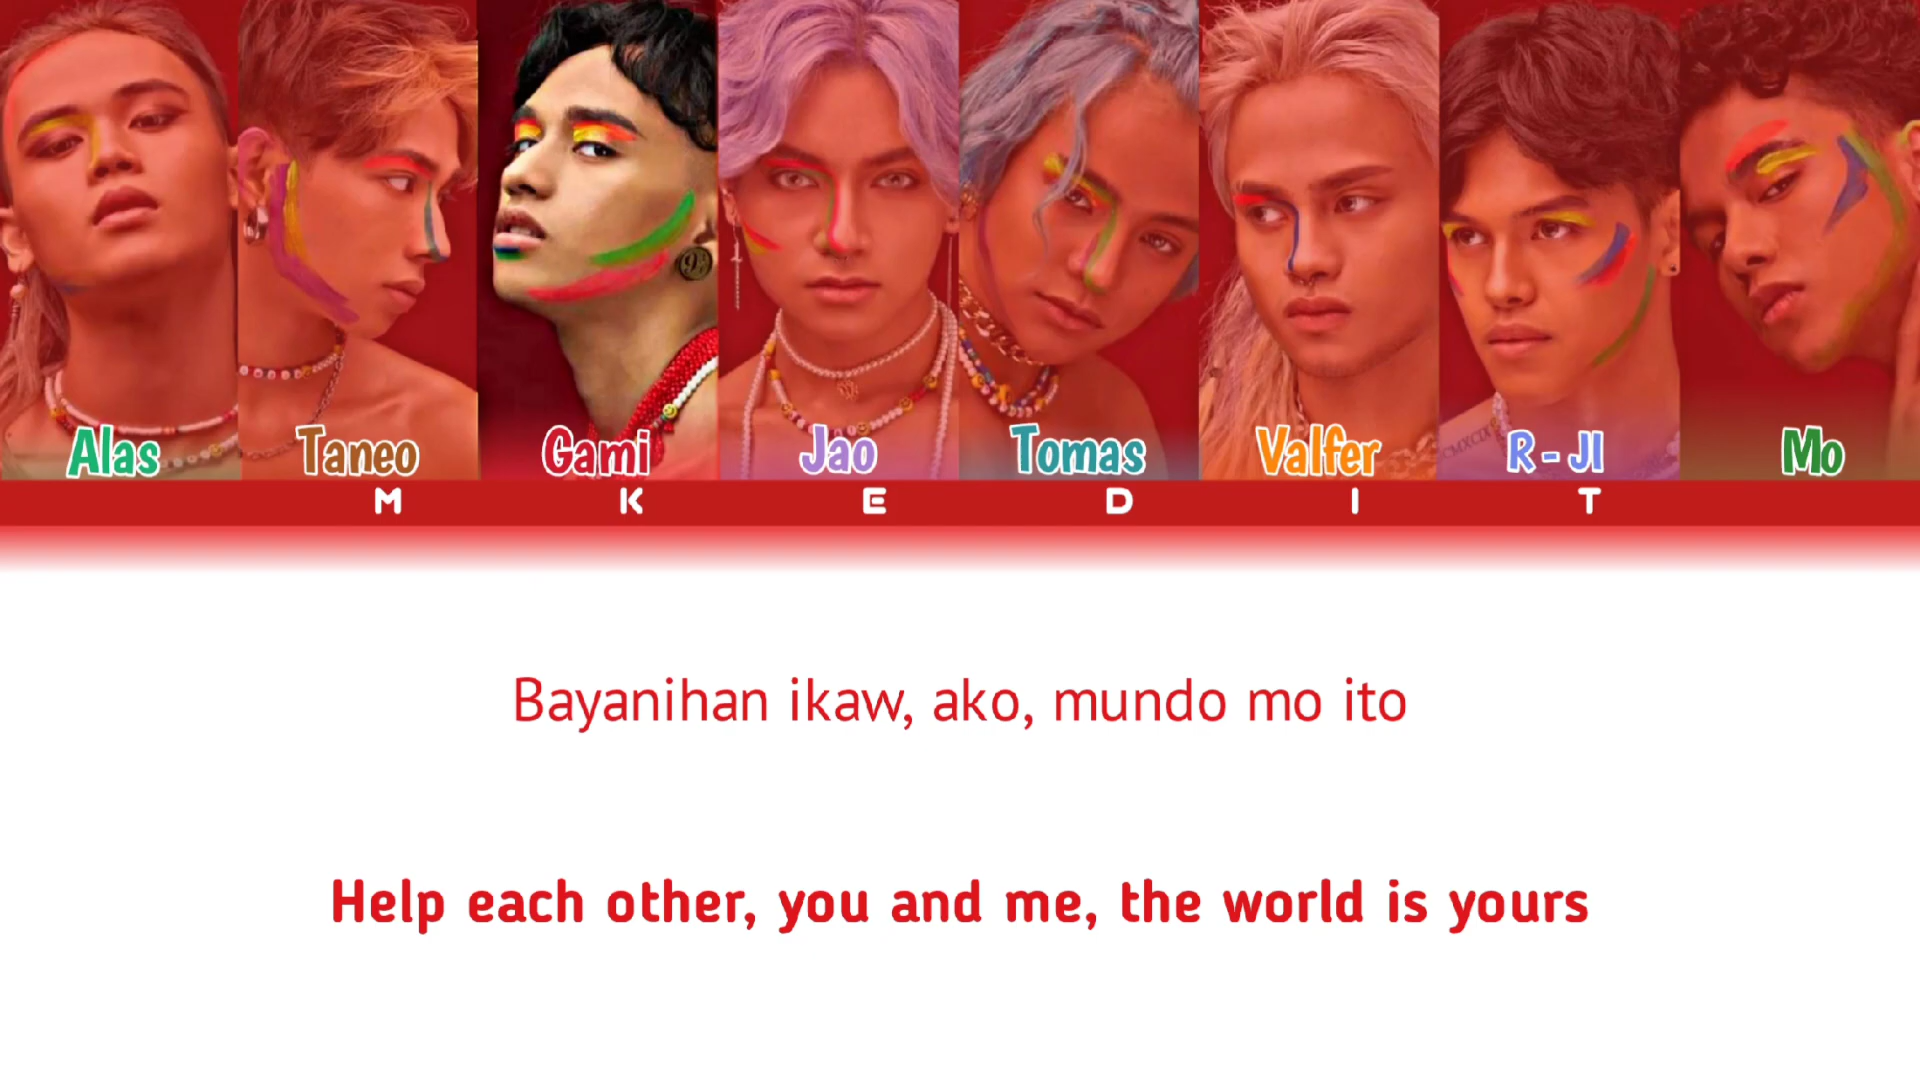 Alas Taneo Gami Jao Tomas Valfer R-JI Mo
M K E D I T
Bayanihan ikaw, ako, mundo mo ito
Help each other, you and me, the world is yours